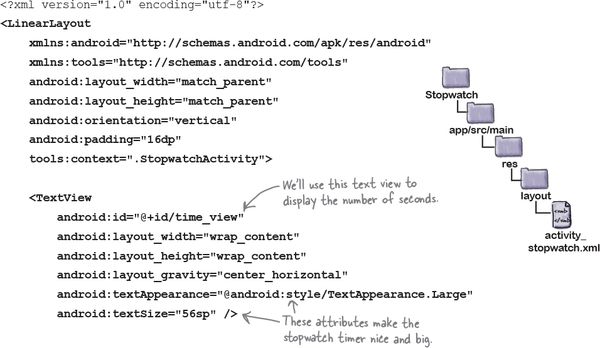 <?xml version="1.0" encoding="utf-8"?>
<LinearLayout
xmlns:android="http://schemas.android.com/apk/res/android"
xmlns:tools="http://schemas.android.com/tools"
android:layout_width="match_parent"
android:layout_height="match_parent"
android:orientation="vertical"
android:padding="16dp"
tools:context=".StopwatchActivity">
<TextView
android:id="@+id/time_view"
android:layout_width="wrap_content"
android:layout_height="wrap_content"
android:layout_gravity="center_horizontal"
android:textAppearance="@android:style/TextAppearance.Large"
android:textSize="56sp" />
We'll use this text view to
display the number of seconds.
These attributes make the
stopwatch timer nice and big.
Stopwatch
app/src/main
res
layout
<xml>
</xml>
activity_
stopwatch.xml